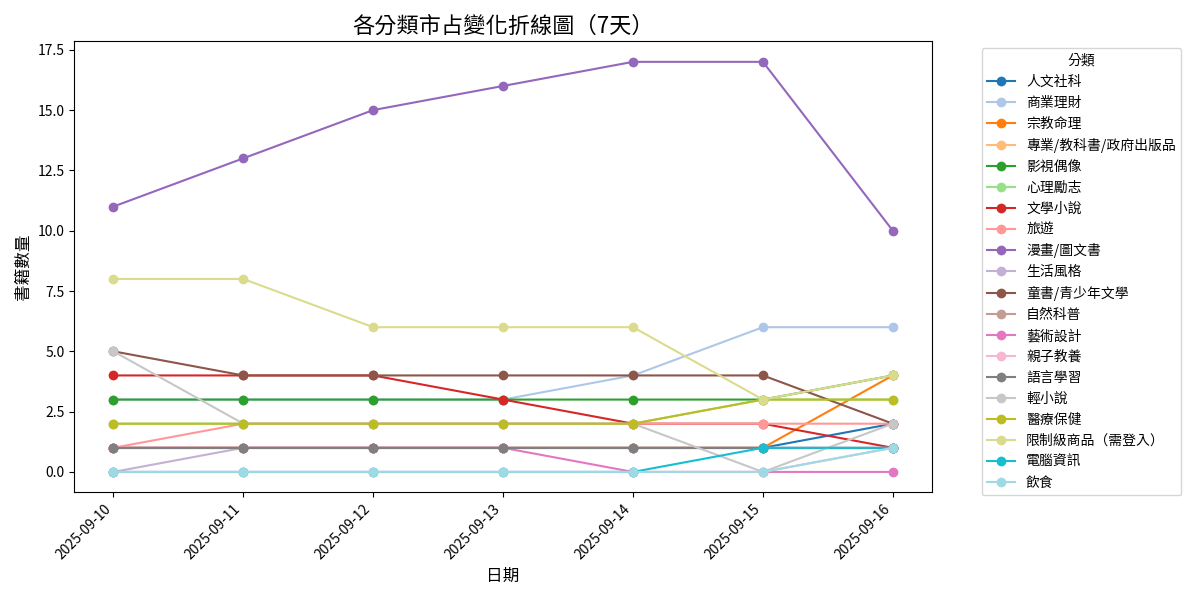 各分類市占變化折線圖（7天）
書籍數量
17.5
15.0
12.5
10.0
7.5
5.0
2.5
0.0
2025-09-10
2025-09-11
2025-09-12
2025-09-13
2025-09-14
2025-09-15
2025-09-16
日期
分類
人文社科
商業理財
宗教命理
專業/教科書/政府出版品
影視偶像
心理勵志
文學小說
旅遊
漫畫/圖文書
生活風格
童書/青少年文學
自然科普
藝術設計
親子教養
語言學習
輕小說
醫療保健
限制級商品（需登入）
電腦資訊
飲食